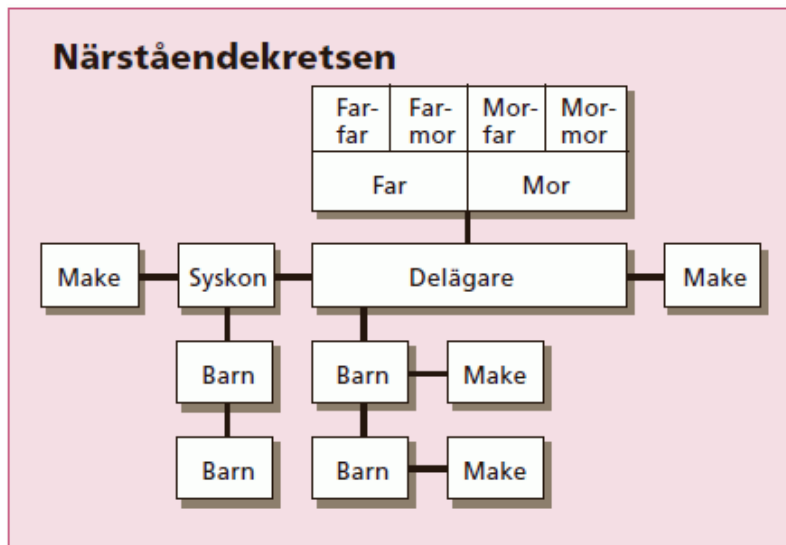 Närståendekretsen
Far-
far
Far-
mor
Mor-
far
Mor-
mor
Far
Mor
Make
Syskon
Delägare
Make
Barn
Barn
Make
Barn
Barn
Make